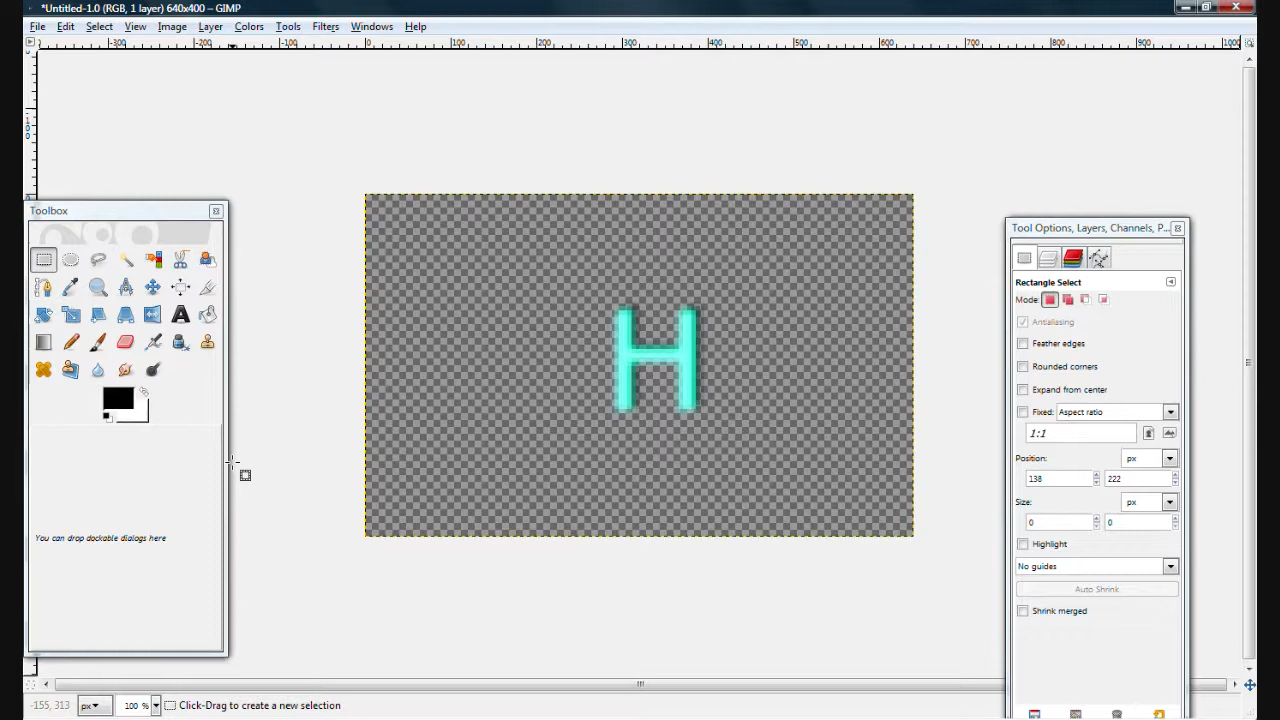 *Untitled-1.0 (RGB, 1 layer) 640x400 – GIMP
File Edit Select View Image Layer Colors Tools Filters Windows Help
-300 -200 -100 0 100 200 300 400 500 600 700 800 900 1000
Toolbox
You can drop dockable dialogs here
H
Tool Options, Layers, Channels, P...
Rectangle Select
Mode:
Antialiasing
Feather edges
Rounded corners
Expand from center
Fixed: Aspect ratio
1:1
Position: px
138 222
Size: px
0 0
Highlight
No guides
Auto Shrink
Shrink merged
-155, 313 px 100 % Click-Drag to create a new selection